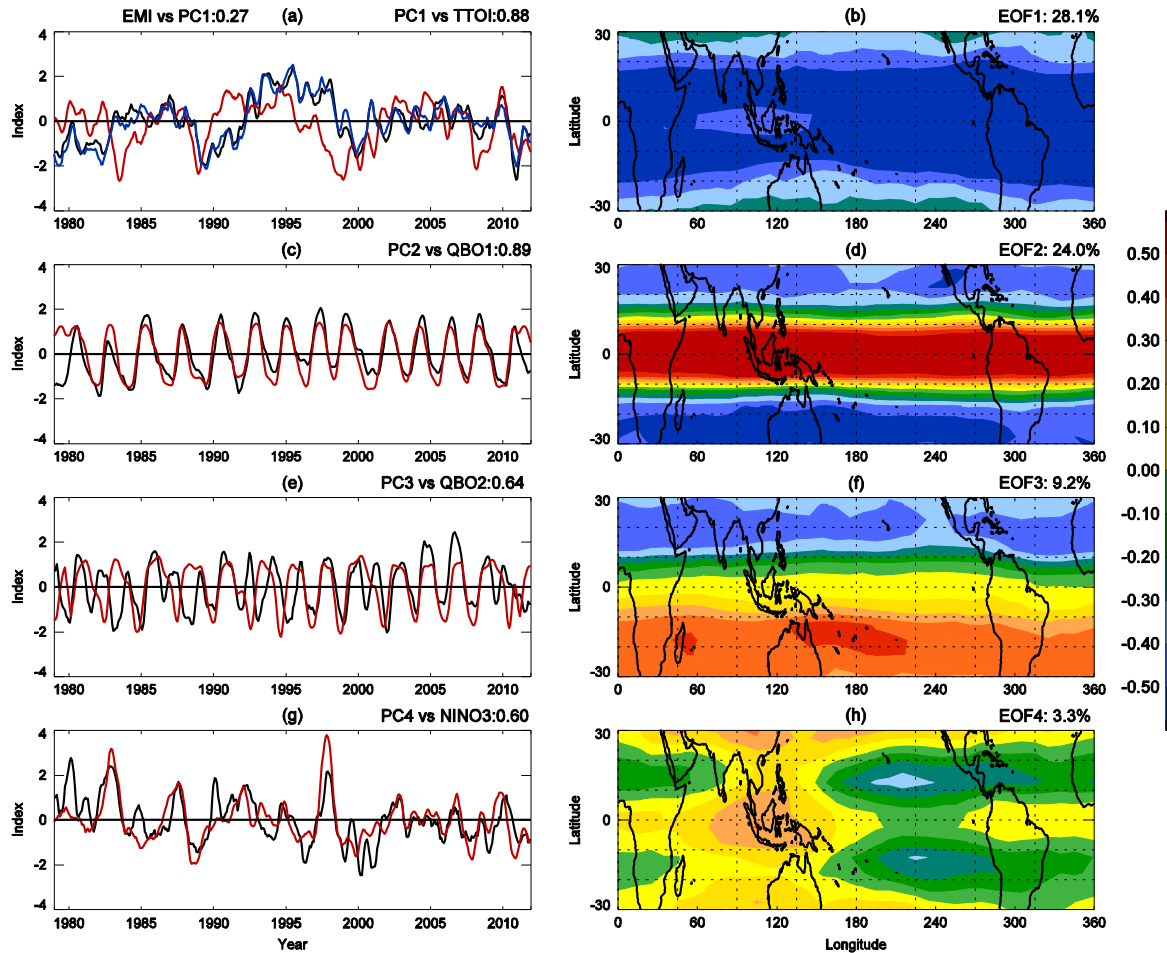 EMI vs PC1:0.27 (a) PC1 vs TTOI:0.88
4
2
0
-2
-4
Index
1980 1985 1990 1995 2000 2005 2010
(b) EOF1: 28.1%
30
0
-30
Latitude
0 60 120 180 240 300 360
(c) PC2 vs QBO1:0.89
4
2
0
-2
-4
Index
1980 1985 1990 1995 2000 2005 2010
(d) EOF2: 24.0%
30
0
-30
Latitude
0 60 120 180 240 300 360
(e) PC3 vs QBO2:0.64
4
2
0
-2
-4
Index
1980 1985 1990 1995 2000 2005 2010
(f) EOF3: 9.2%
30
0
-30
Latitude
0 60 120 180 240 300 360
(g) PC4 vs NINO3:0.60
4
2
0
-2
-4
Index
1980 1985 1990 1995 2000 2005 2010
Year
(h) EOF4: 3.3%
30
0
-30
Latitude
0 60 120 180 240 300 360
Longitude
0.50
0.40
0.30
0.20
0.10
0.00
-0.10
-0.20
-0.30
-0.40
-0.50